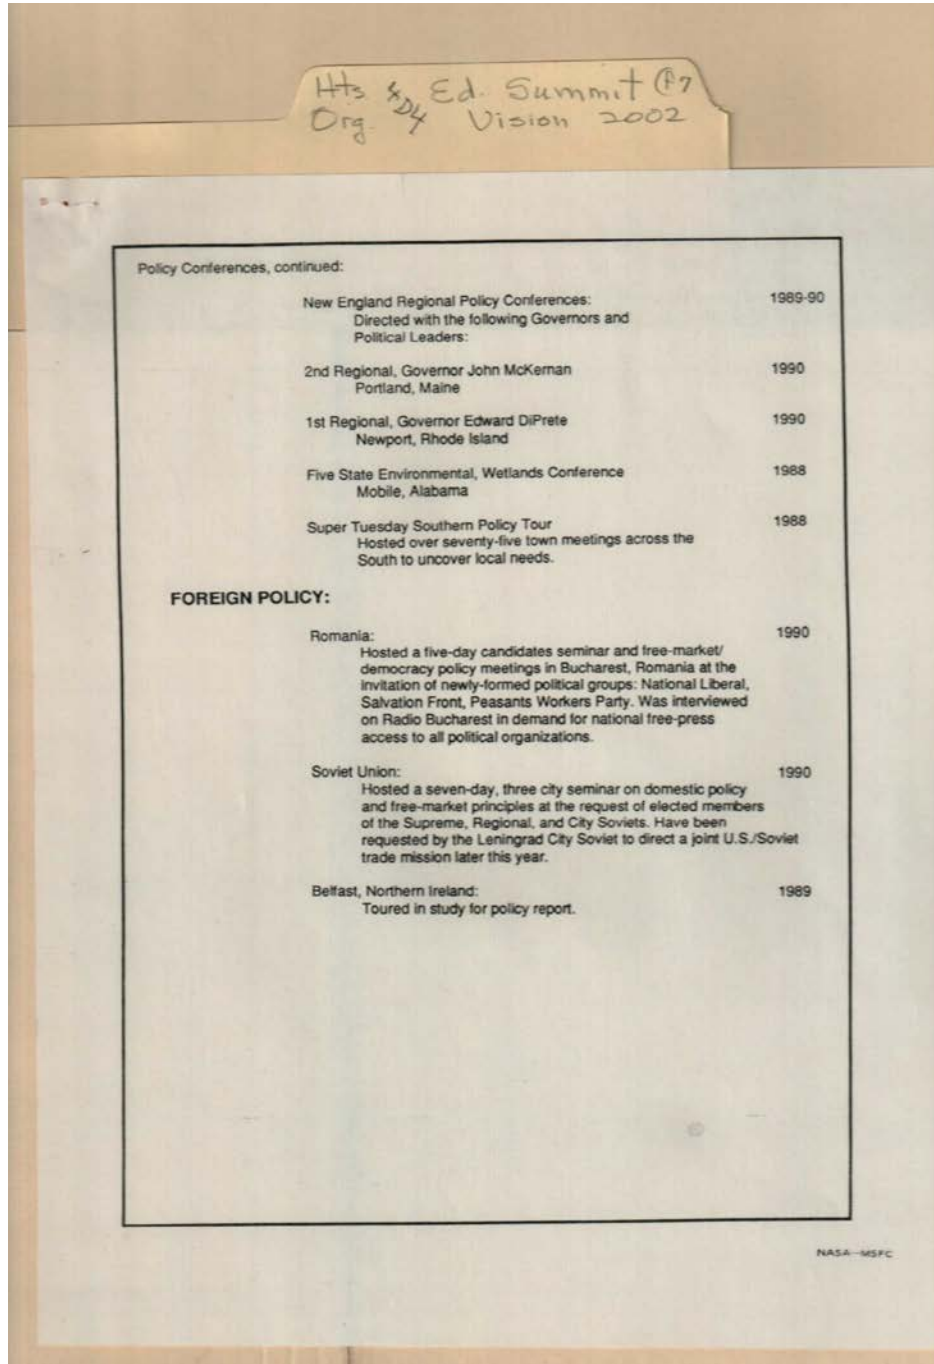 Hts & Ed. Summit P7
Org. D4 Vision 2002
Policy Conferences, continued:
New England Regional Policy Conferences: 1989-90
Directed with the following Governors and
Political Leaders:
2nd Regional, Governor John McKernan 1990
Portland, Maine
1st Regional, Governor Edward DiPrete 1990
Newport, Rhode Island
Five State Environmental, Wetlands Conference 1988
Mobile, Alabama
Super Tuesday Southern Policy Tour 1988
Hosted over seventy-five town meetings across the
South to uncover local needs.
FOREIGN POLICY:
Romania: 1990
Hosted a five-day candidates seminar and free-market/
democracy policy meetings in Bucharest, Romania at the
invitation of newly-formed political groups: National Liberal,
Salvation Front, Peasants Workers Party. Was interviewed
on Radio Bucharest in demand for national free-press
access to all political organizations.
Soviet Union: 1990
Hosted a seven-day, three city seminar on domestic policy
and free-market principles at the request of elected members
of the Supreme, Regional, and City Soviets. Have been
requested by the Leningrad City Soviet to direct a joint U.S./Soviet
trade mission later this year.
Belfast, Northern Ireland: 1989
Toured in study for policy report.
NASA-MSFC